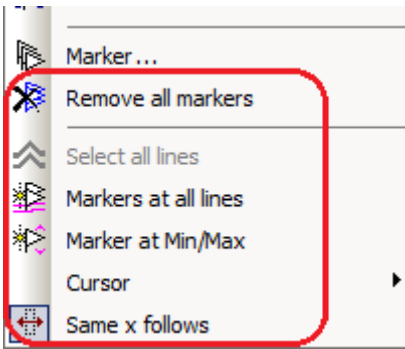 Marker...
Remove all markers
Select all lines
Markers at all lines
Marker at Min/Max
Cursor
Same x follows